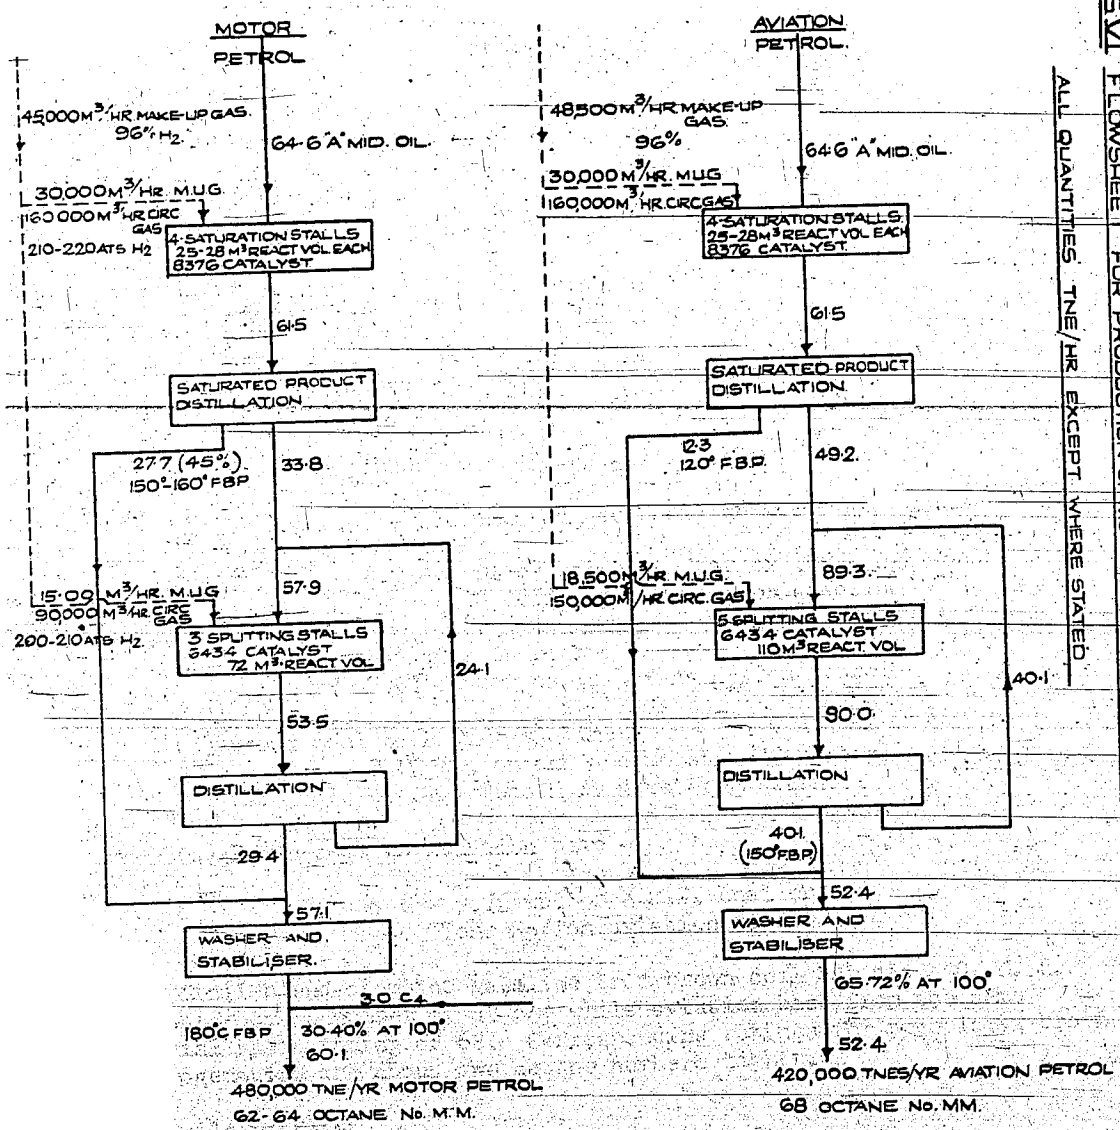 MOTOR
PETROL
45,000 M³/HR. MAKE-UP GAS.
96% H₂
64·6 "A" MID. OIL.
30,000 M³/HR. M.U.G.
160,000 M³/HR. CIRC
GAS
210-220 ATS H₂
4·SATURATION STALLS
25-28 M³ REACT VOL. EACH
8376 CATALYST
61·5
SATURATED PRODUCT
DISTILLATION
27·7 (45%)
150°-160° F.B.P.
33·8
57·9
15·00 M³/HR. M.U.G
90,000 M³/HR. CIRC
GAS
200-210 ATS H₂
3 SPLITTING STALLS
6434 CATALYST
72 M³ REACT VOL
24·1
53·5
DISTILLATION
29·4
57·1
WASHER AND
STABILISER.
3·0 C₄
180°C FBP
30·40% AT 100°
60·1
480,000 TNE/YR MOTOR PETROL
62-64 OCTANE No. M.M.
AVIATION
PETROL.
48,500 M³/HR MAKE-UP
GAS.
96%
64·6 "A" MID. OIL.
30,000 M³/HR. M.U.G
160,000 M³/HR. CIRC GAS
4·SATURATION STALLS
25-28 M³ REACT VOL EACH
8376 CATALYST
61·5
SATURATED PRODUCT
DISTILLATION.
12·3
120° F.B.P.
49·2.
89·3.
18,500 M³/HR. M.U.G.
150,000 M³/HR. CIRC. GAS
5·SPLITTING STALLS
6434 CATALYST
110 M³ REACT VOL
40·1
90·0
DISTILLATION
40·1
(150° F.B.P)
52·4
WASHER AND
STABILISER
65·72% AT 100°
52·4
420,000 TNES/YR AVIATION PETROL
68 OCTANE No. MM.
FLOWSHEET FOR
ALL QUANTITIES TNE/HR EXCEPT WHERE STATED